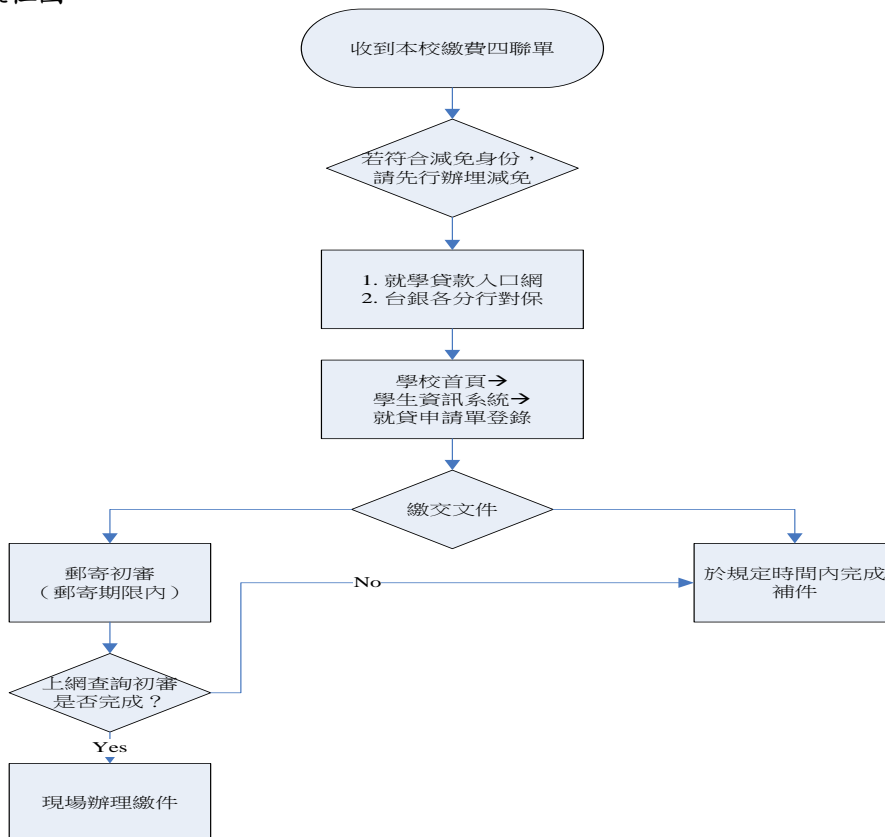 收到本校繳費四聯單
若符合減免身份，
請先行辦理減免
1. 就學貸款入口網
2. 台銀各分行對保
學校首頁→
學生資訊系統→
就貸申請單登錄
繳交文件
郵寄初審
（郵寄期限內）
No
於規定時間內完成
補件
上網查詢初審
是否完成？
Yes
現場辦理繳件